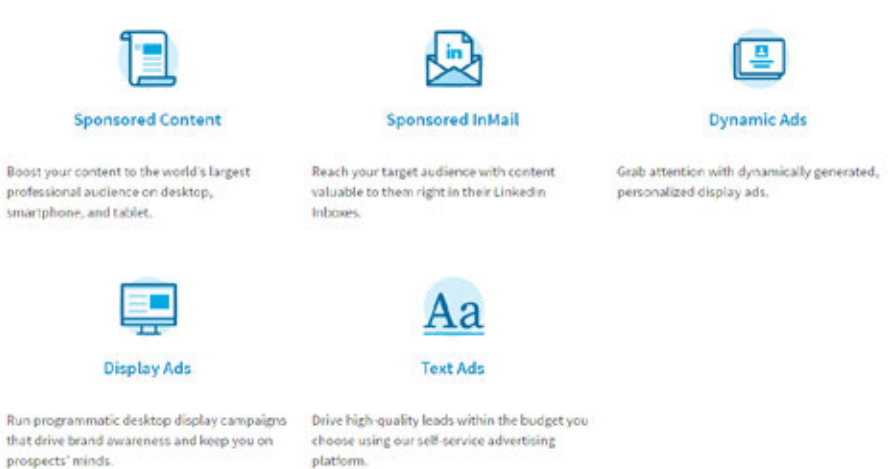 in
Sponsored Content
Boost your content to the world's largest
professional audience on desktop,
smartphone, and tablet.
Sponsored InMail
Reach your target audience with content
valuable to them right in their LinkedIn
Inboxes.
Dynamic Ads
Grab attention with dynamically generated,
personalized display ads.
Display Ads
Run programmatic desktop display campaigns
that drive brand awareness and keep you on
prospects' minds.
Aa
Text Ads
Drive high-quality leads within the budget you
choose using our self-service advertising
platform.